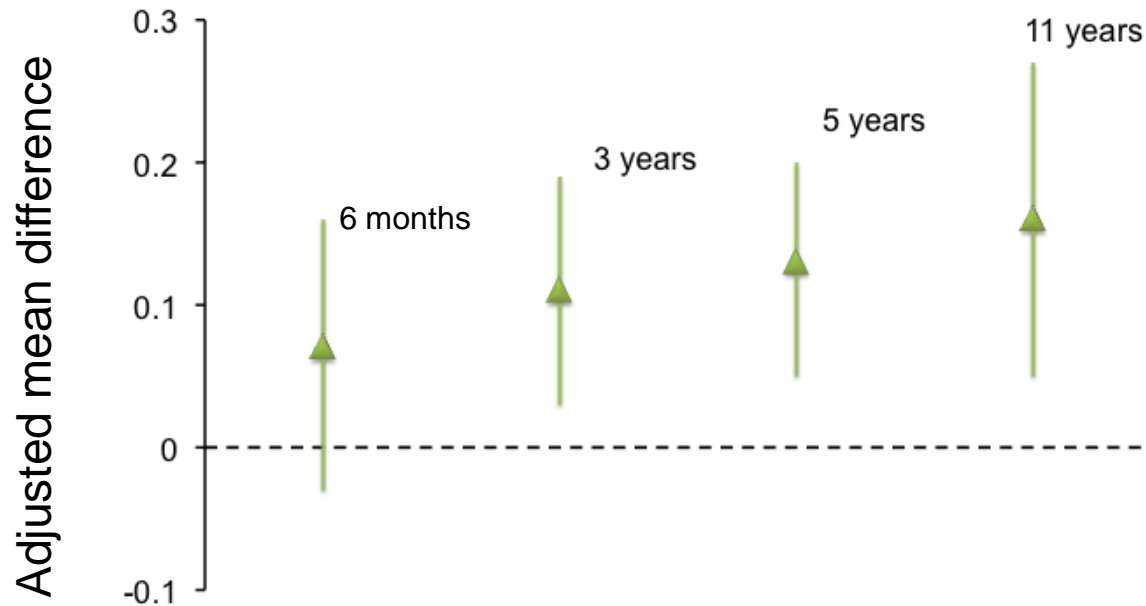 Adjusted mean difference
0.3
0.2
0.1
0
-0.1
6 months
3 years
5 years
11 years